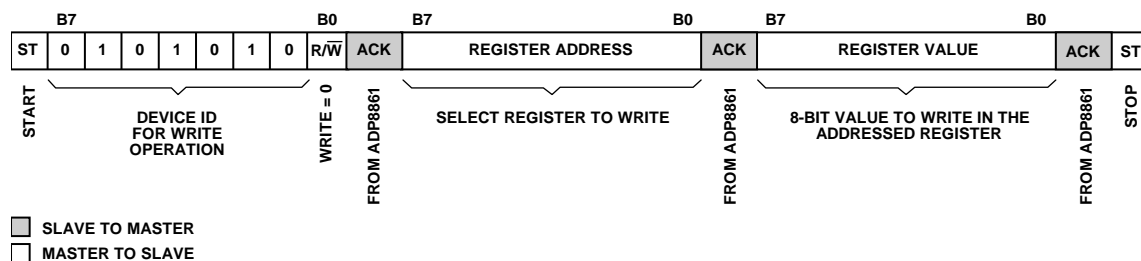 B7 B0 B7 B0 B7 B0
ST 0 1 0 1 0 1 0 R/W̅ ACK REGISTER ADDRESS ACK REGISTER VALUE ACK ST
START
DEVICE ID
FOR WRITE
OPERATION
WRITE = 0
FROM ADP8861
SELECT REGISTER TO WRITE
FROM ADP8861
8-BIT VALUE TO WRITE IN THE
ADDRESSED REGISTER
FROM ADP8861
STOP
SLAVE TO MASTER
MASTER TO SLAVE